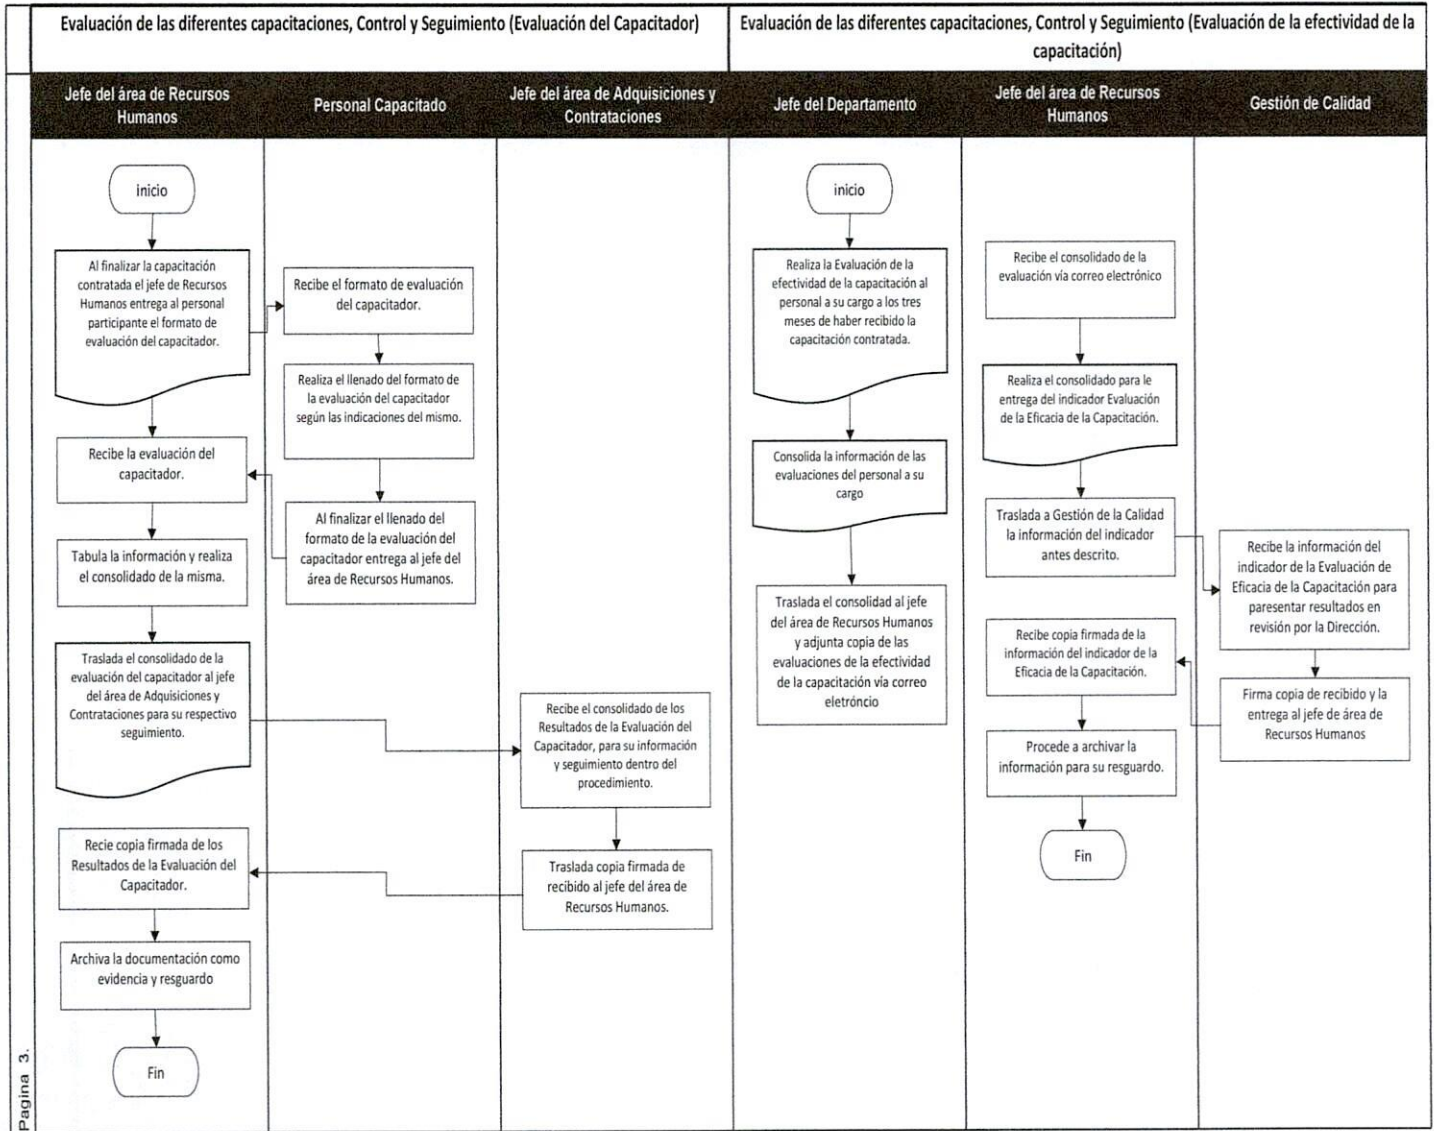 Evaluación de las diferentes capacitaciones, Control y Seguimiento (Evaluación del Capacitador)
Evaluación de las diferentes capacitaciones, Control y Seguimiento (Evaluación de la efectividad de la
capacitación)
Jefe del área de Recursos
Humanos
Personal Capacitado
Jefe del área de Adquisiciones y
Contrataciones
Jefe del Departamento
Jefe del área de Recursos
Humanos
Gestión de Calidad
inicio
Al finalizar la capacitación
contratada el jefe de Recursos
Humanos entrega al personal
participante el formato de
evaluación del capacitador.
Recibe la evaluación del
capacitador.
Tabula la información y realiza
el consolidado de la misma.
Traslada el consolidado de la
evaluación del capacitador al jefe
del área de Adquisiciones y
Contrataciones para su respectivo
seguimiento.
Recie copia firmada de los
Resultados de la Evaluación del
Capacitador.
Archiva la documentación como
evidencia y resguardo
Fin
Recibe el formato de evaluación
del capacitador.
Realiza el llenado del formato de
la evaluación del capacitador
según las indicaciones del mismo.
Al finalizar el llenado del
formato de la evaluación del
capacitador entrega al jefe del
área de Recursos Humanos.
Recibe el consolidado de los
Resultados de la Evaluación del
Capacitador, para su información
y seguimiento dentro del
procedimiento.
Traslada copia firmada de
recibido al jefe del área de
Recursos Humanos.
inicio
Realiza la Evaluación de la
efectividad de la capacitación al
personal a su cargo a los tres
meses de haber recibido la
capacitación contratada.
Consolida la información de las
evaluaciones del personal a su
cargo
Traslada el consolidad al jefe
del área de Recursos Humanos
y adjunta copia de las
evaluaciones de la efectividad
de la capacitación vía correo
eletróncio
Recibe el consolidado de la
evaluación vía correo electrónico
Realiza el consolidado para le
entrega del indicador Evaluación
de la Eficacia de la Capacitación.
Traslada a Gestión de la Calidad
la información del indicador
antes descrito.
Recibe copia firmada de la
información del indicador de la
Eficacia de la Capacitación.
Procede a archivar la
información para su resguardo.
Fin
Recibe la información del
indicador de la Evaluación de
Eficacia de la Capacitación para
paresentar resultados en
revisión por la Dirección.
Firma copia de recibido y la
entrega al jefe de área de
Recursos Humanos
Pagina 3.